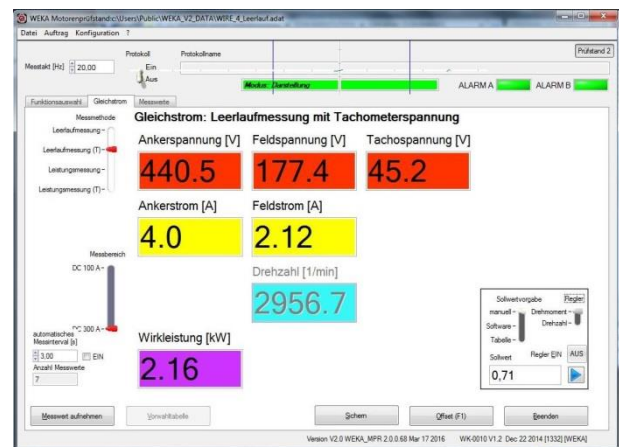 WEKA Motorenprüfstand:c:\Users\Public\WEKA_V2_DATA\WIRE_4_Leerlauf.adat
Datei Auftrag Konfiguration ?
Prüfstand 2
Protokoll Protokollname
Messtakt [Hz] 20,00 Ein
Aus
Modus: Darstellung ALARM A ALARM B
Funktionsauswahl Gleichstrom Messwerte
Messmethode
Leerlaufmessung
Leerlaufmessung (T)
Leistungsmessung
Leistungsmessung (T)
Gleichstrom: Leerlaufmessung mit Tachometerspannung
Ankerspannung [V] Feldspannung [V] Tachospannung [V]
440.5 177.4 45.2
Ankerstrom [A] Feldstrom [A]
4.0 2.12
Messbereich
DC 100 A
DC 300 A
Drehzahl [1/min]
2956.7
automatisches
Messinterval [s]
3,00 EIN
Anzahl Messwerte
7
Wirkleistung [kW]
2.16
Sollwertvorgabe Regler
manuell Drehmoment
Software Drehzahl
Tabelle
Sollwert Regler EIN AUS
0,71
Messwert aufnehmen Vorwahltabelle Sichern Offset (F1) Beenden
Version V2.0 WEKA_MPR 2.0.0.68 Mar 17 2016 WK-0010 V1.2 Dec 22 2014 [1332] [WEKA]